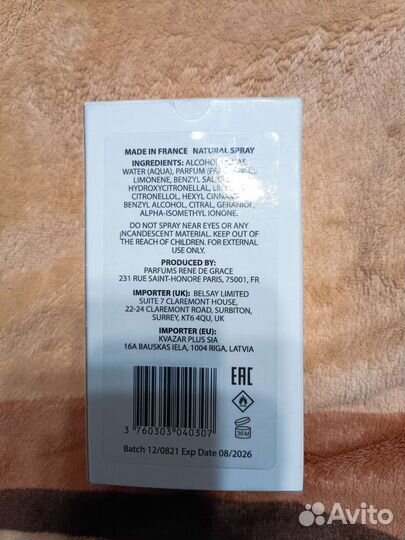 MADE IN FRANCE NATURAL SPRAY
INGREDIENTS: ALCOHOL
WATER (AQUA), PARFUM
LIMONENE, BENZYL
HYDROXYCITRONELLAL,
CITRONELLOL, HEXYL
BENZYL ALCOHOL, CITRAL, GERANIOL,
ALPHA-ISOMETHYL IONONE.
DO NOT SPRAY NEAR EYES OR ANY
¡NCANDESCENT MATERIAL. KEEP OUT OF
THE REACH OF CHILDREN. FOR EXTERNAL
USE ONLY.
PRODUCED BY:
PARFUMS RENE DE GRACE
231 RUE SAINT-HONORE PARIS, 75001, FR
IMPORTER (UK): BELSAY LIMITED
SUITE 7 CLAREMONT HOUSE,
22-24 CLAREMONT ROAD, SURBITON,
SURREY, KT6 4QU, UK
IMPORTER (EU):
KVAZAR PLUS SIA
16A BAUSKAS IELA, 1004 RIGA, LATVIA
EAC
36M
3 760303 040307
Batch 12/0821 Exp Date 08/2026
Avito